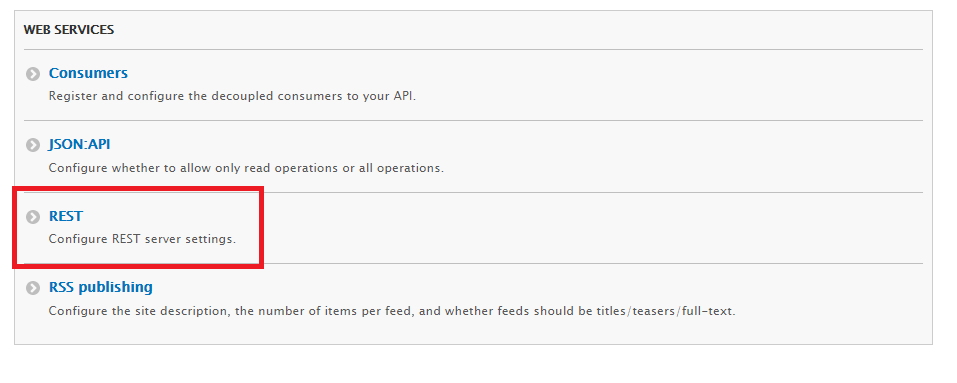 WEB SERVICES
Consumers
Register and configure the decoupled consumers to your API.
JSON:API
Configure whether to allow only read operations or all operations.
REST
Configure REST server settings.
RSS publishing
Configure the site description, the number of items per feed, and whether feeds should be titles/teasers/full-text.